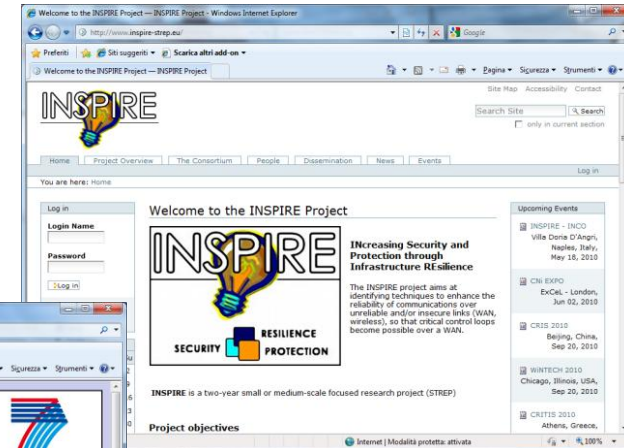 Welcome to the INSPIRE Project — INSPIRE Project - Windows Internet Explorer
http://www.inspire-strep.eu/
Google
Preferiti
Siti suggeriti
Scarica altri add-on
Welcome to the INSPIRE Project — INSPIRE Project
Pagina
Sicurezza
Strumenti
Site Map Accessibility Contact
INSPIRE
Search Site
Search
only in current section
Home
Project Overview
The Consortium
People
Dissemination
News
Events
Log in
You are here: Home
Log in
Login Name
Password
Log in
Welcome to the INSPIRE Project
INSPIRE
SECURITY
RESILIENCE
PROTECTION
INcreasing Security and
Protection through
Infrastructure REsilience
The INSPIRE project aims at
identifying techniques to enhance the
reliability of communications over
unreliable and/or insecure links (WAN,
wireless), so that critical control loops
become possible over a WAN.
INSPIRE is a two-year small or medium-scale focused research project (STREP)
Project objectives
Upcoming Events
INSPIRE - INCO
Villa Doria D'Angri,
Naples, Italy,
May 18, 2010
CNi EXPO
ExCeL - London,
Jun 02, 2010
CRIS 2010
Beijing, China,
Sep 20, 2010
WiNTECH 2010
Chicago, Illinois, USA,
Sep 20, 2010
CRITIS 2010
Athens, Greece,
Sicurezza
Strumenti
Su
Internet | Modalità protetta: attivata
100%